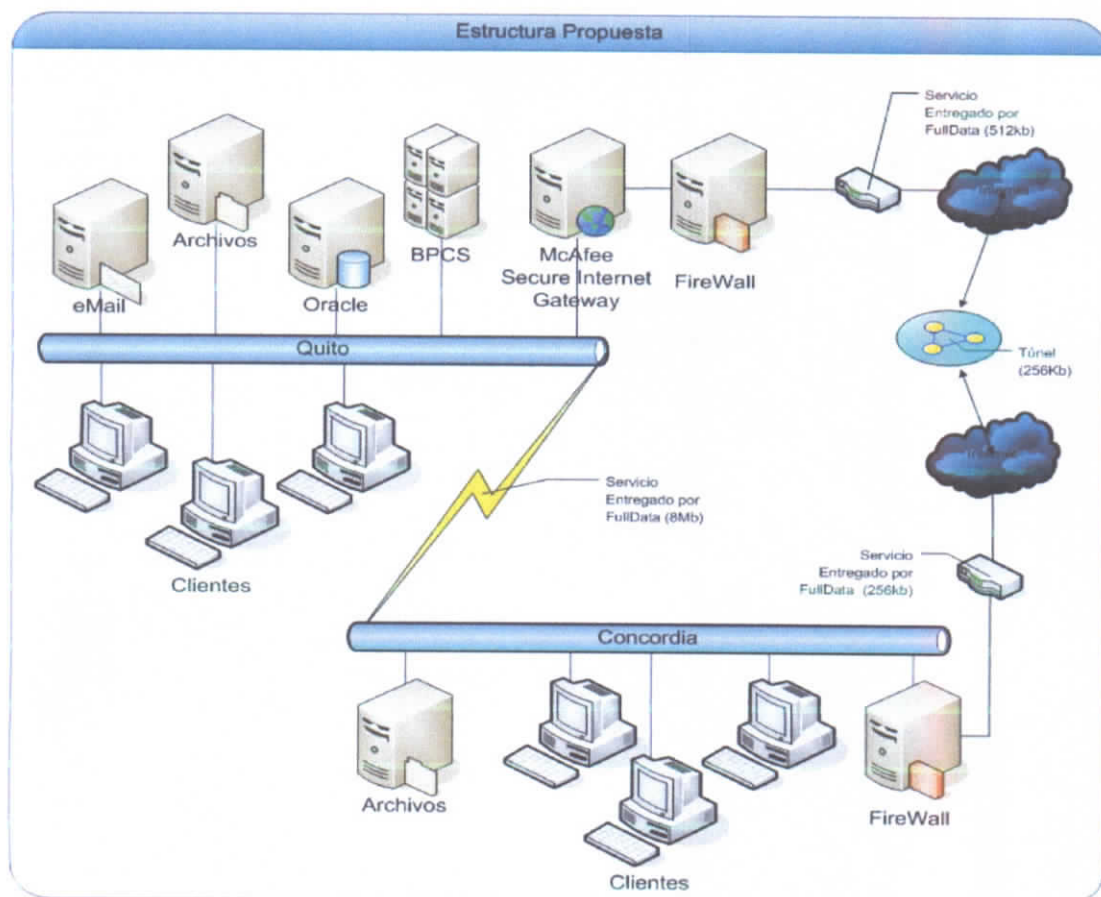 Estructura Propuesta
Servicio
Entregado por
FullData (512kb)
Archivos
BPCS
McAfee
Secure Internet
Gateway
FireWall
eMail
Oracle
Quito
Túnel
(256Kb)
Servicio
Entregado por
FullData (8Mb)
Clientes
Servicio
Entregado por
FullData (256kb)
Concordia
Archivos
FireWall
Clientes